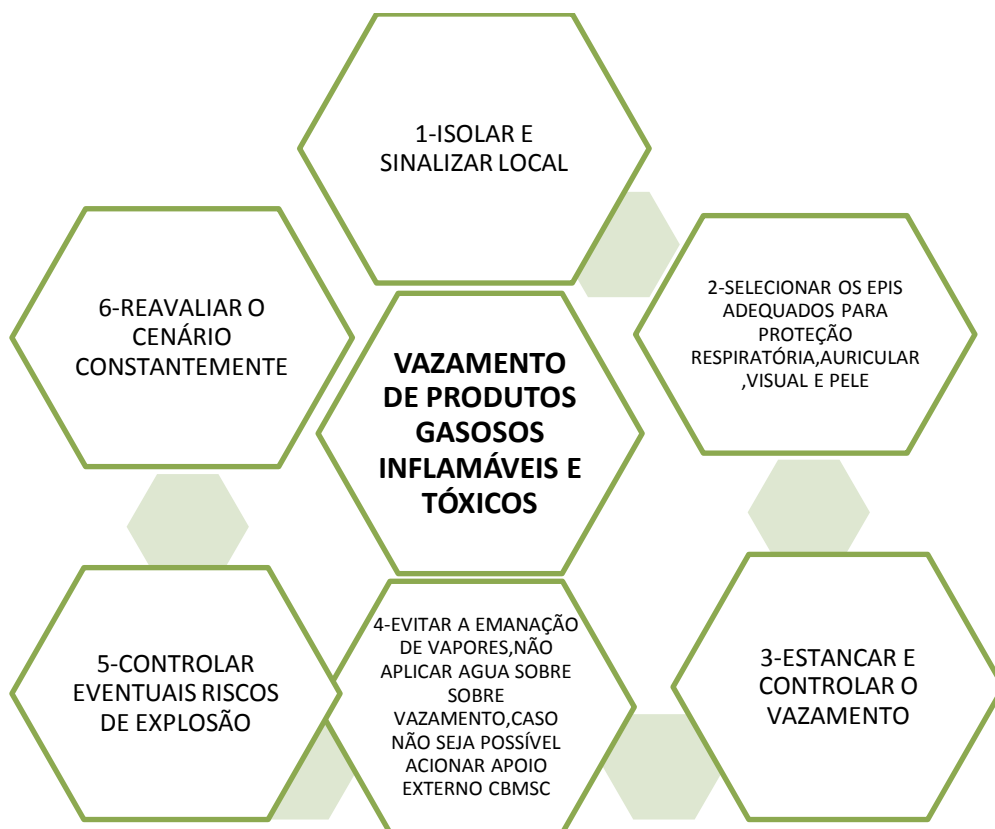 1-ISOLAR E
SINALIZAR LOCAL
2-SELECIONAR OS EPIS
ADEQUADOS PARA
PROTEÇÃO
RESPIRATÓRIA,AURICULAR
,VISUAL E PELE
3-ESTANCAR E
CONTROLAR O
VAZAMENTO
4-EVITAR A EMANAÇÃO
DE VAPORES,NÃO
APLICAR AGUA SOBRE
SOBRE
VAZAMENTO,CASO
NÃO SEJA POSSÍVEL
ACIONAR APOIO
EXTERNO CBMSC
5-CONTROLAR
EVENTUAIS RISCOS
DE EXPLOSÃO
6-REAVALIAR O
CENÁRIO
CONSTANTEMENTE
VAZAMENTO
DE PRODUTOS
GASOSOS
INFLAMÁVEIS E
TÓXICOS